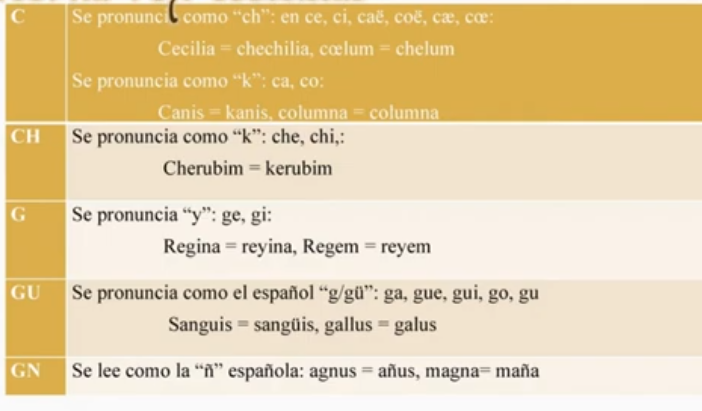 C Se pronuncia como “ch”: en ce, ci, caë, coë, cæ, cœ:
Cecilia = chechilia, cœlum = chelum
Se pronuncia como “k”: ca, co:
Canis = kanis, columna = columna
CH Se pronuncia como “k”: che, chi,:
Cherubim = kerubim
G Se pronuncia “y”: ge, gi:
Regina = reyina, Regem = reyem
GU Se pronuncia como el español “g/gü”: ga, gue, gui, go, gu
Sanguis = sangüis, gallus = galus
GN Se lee como la “ñ” española: agnus = añus, magna= maña